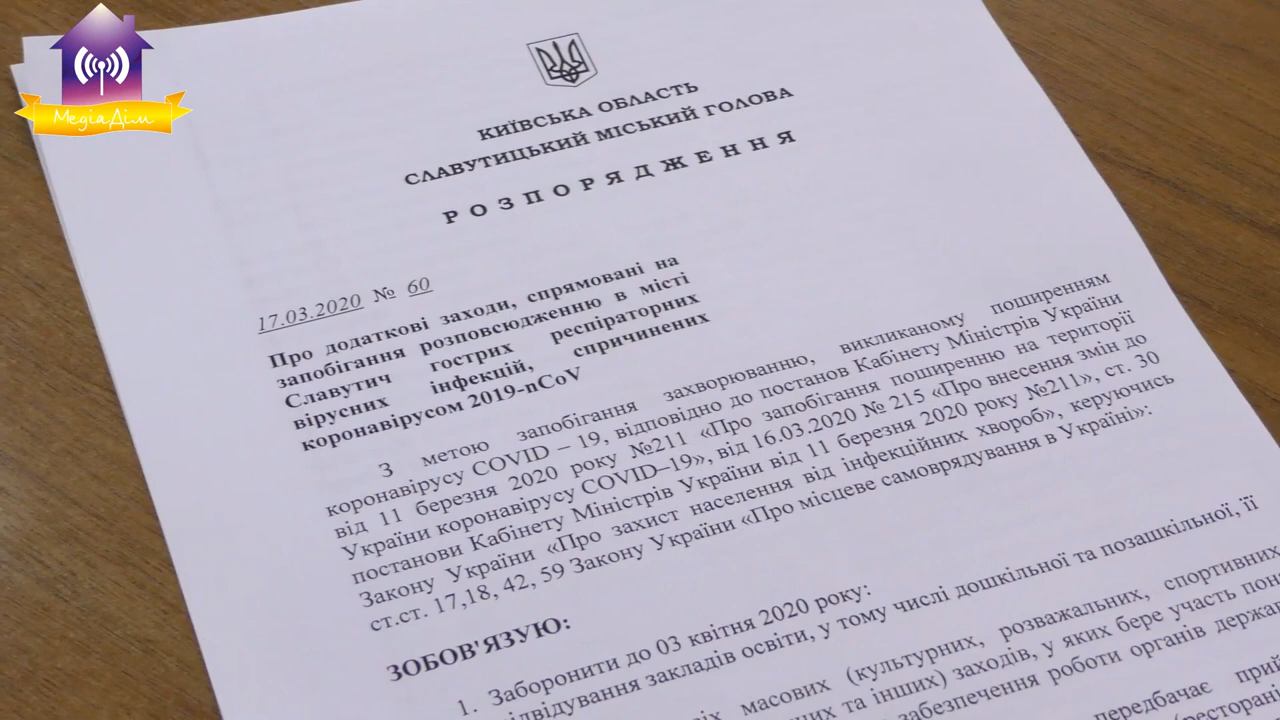 МедіаДім
КИЇВСЬКА ОБЛАСТЬ
СЛАВУТИЦЬКИЙ МІСЬКИЙ ГОЛОВА
Р О З П О Р Я Д Ж Е Н Н Я
17.03.2020 № 60
Про додаткові заходи, спрямовані на
запобігання розповсюдженню в місті
Славутич гострих респіраторних
вірусних інфекцій, спричинених
коронавірусом 2019-nCoV
З метою запобігання захворюванню, викликаному поширенням
коронавірусу COVID – 19, відповідно до постанов Кабінету Міністрів України
від 11 березня 2020 року №211 «Про запобігання поширенню на території
України коронавірусу COVID–19», від 16.03.2020 № 215 «Про внесення змін до
постанови Кабінету Міністрів України від 11 березня 2020 року №211», ст. 30
Закону України «Про захист населення від інфекційних хвороб», керуючись
ст.ст. 17,18, 42, 59 Закону України «Про місцеве самоврядування в Україні»:
ЗОБОВ'ЯЗУЮ:
1. Заборонити до 03 квітня 2020 року:
відвідування закладів освіти, у тому числі дошкільної та позашкільної, її
масових (культурних, розважальних, спортивних
та інших) заходів, у яких бере участь
забезпечення роботи органів
передбачає